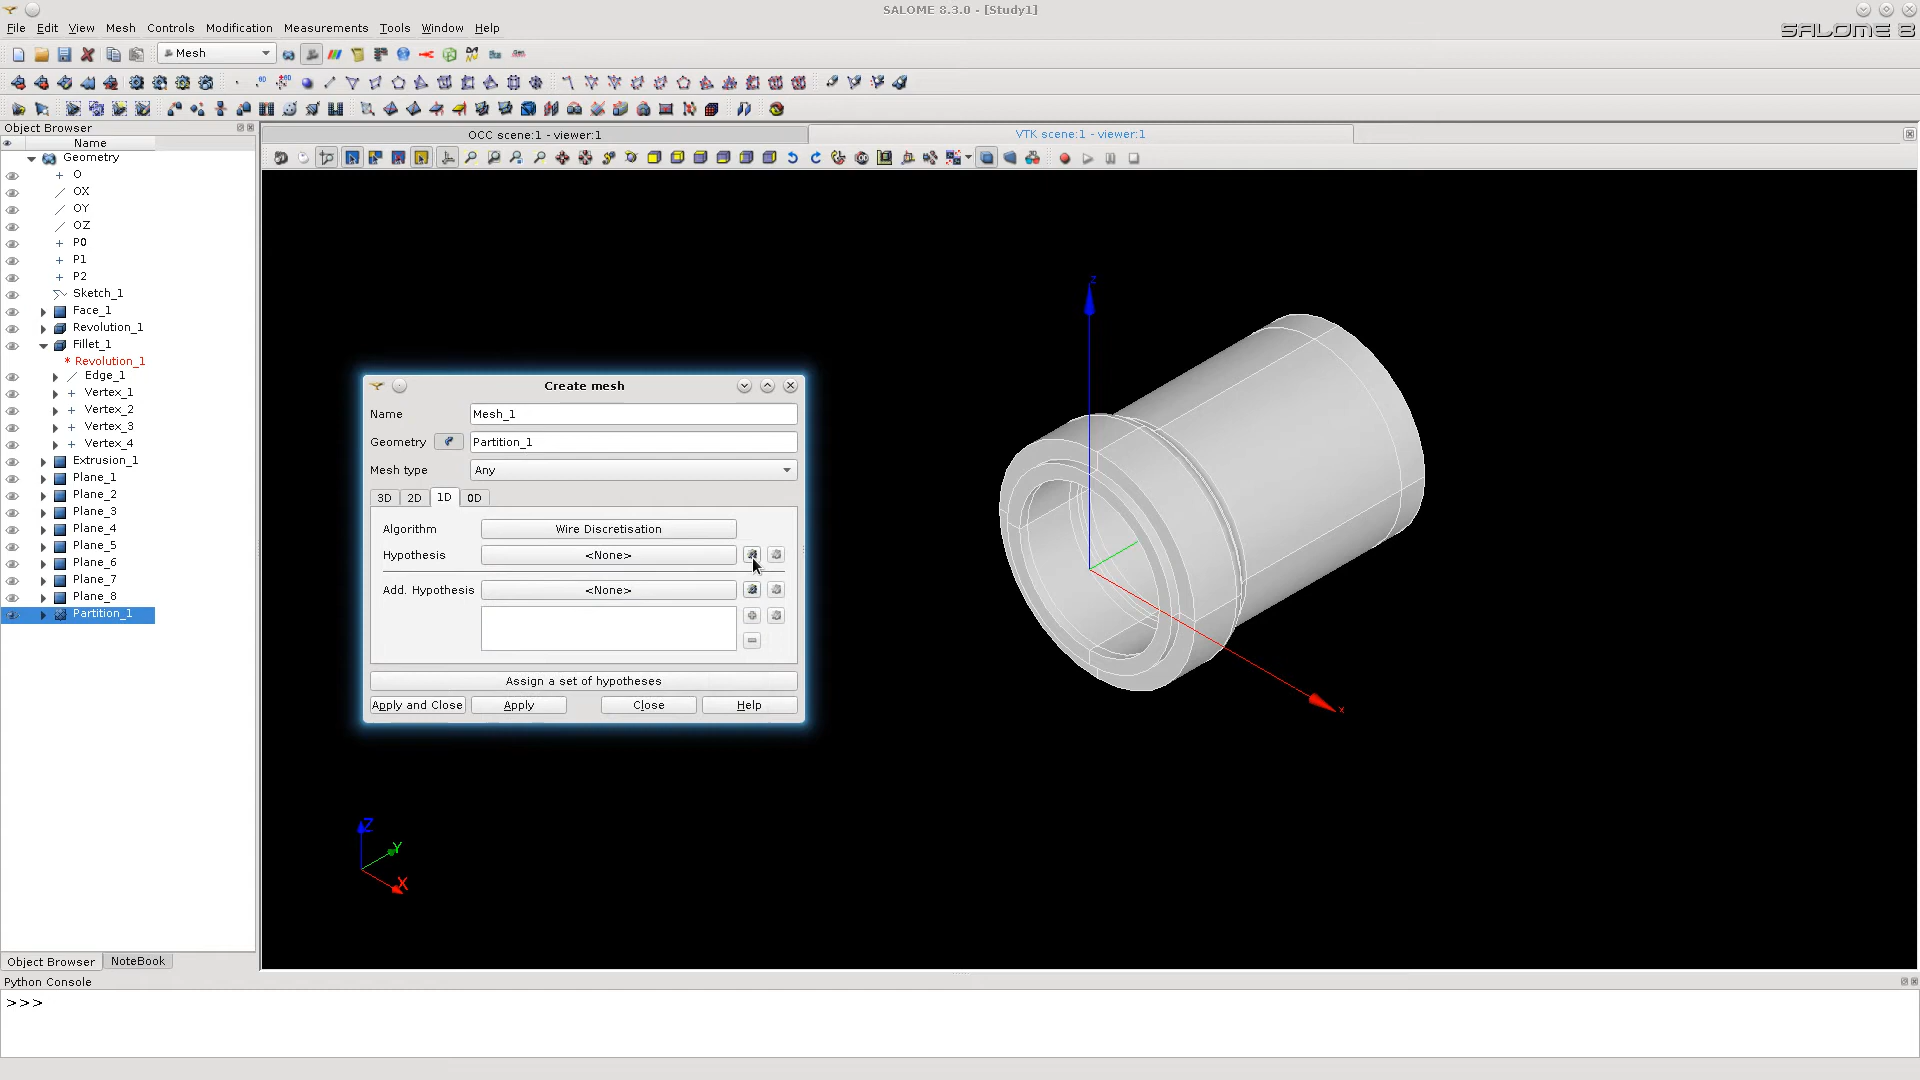 SALOME 8.3.0 - [Study1]
File Edit View Mesh Controls Modification Measurements Tools Window Help
SALOME 8
Mesh
Object Browser
Name
Geometry
O
OX
OY
OZ
P0
P1
P2
Sketch_1
Face_1
Revolution_1
Fillet_1
* Revolution_1
Edge_1
Vertex_1
Vertex_2
Vertex_3
Vertex_4
Extrusion_1
Plane_1
Plane_2
Plane_3
Plane_4
Plane_5
Plane_6
Plane_7
Plane_8
Partition_1
Object Browser NoteBook
OCC scene:1 - viewer:1 VTK scene:1 - viewer:1
z
x
Z
Y
X
Create mesh
Name Mesh_1
Geometry Partition_1
Mesh type Any
3D 2D 1D 0D
Algorithm Wire Discretisation
Hypothesis <None>
Add. Hypothesis <None>
Assign a set of hypotheses
Apply and Close Apply Close Help
Python Console
>>>